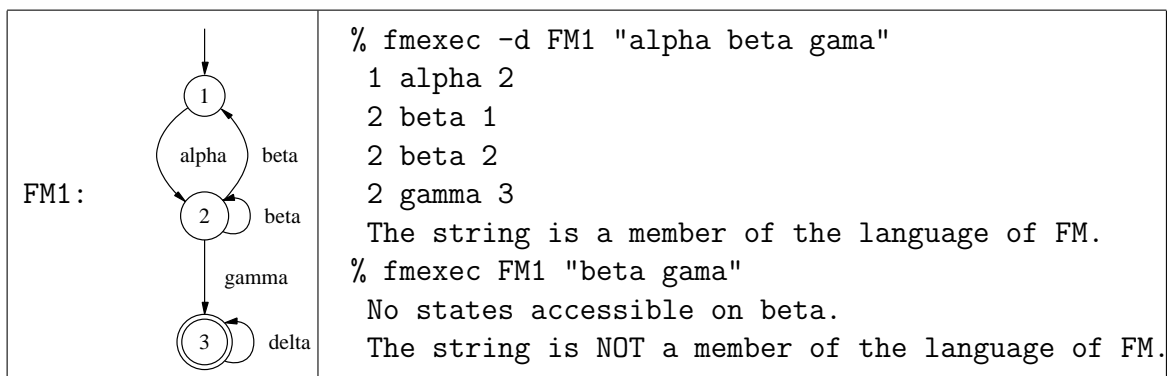 FM1:
1
alpha
beta
2
beta
gamma
3
delta
% fmexec -d FM1 "alpha beta gama"
1 alpha 2
2 beta 1
2 beta 2
2 gamma 3
The string is a member of the language of FM.
% fmexec FM1 "beta gama"
No states accessible on beta.
The string is NOT a member of the language of FM.